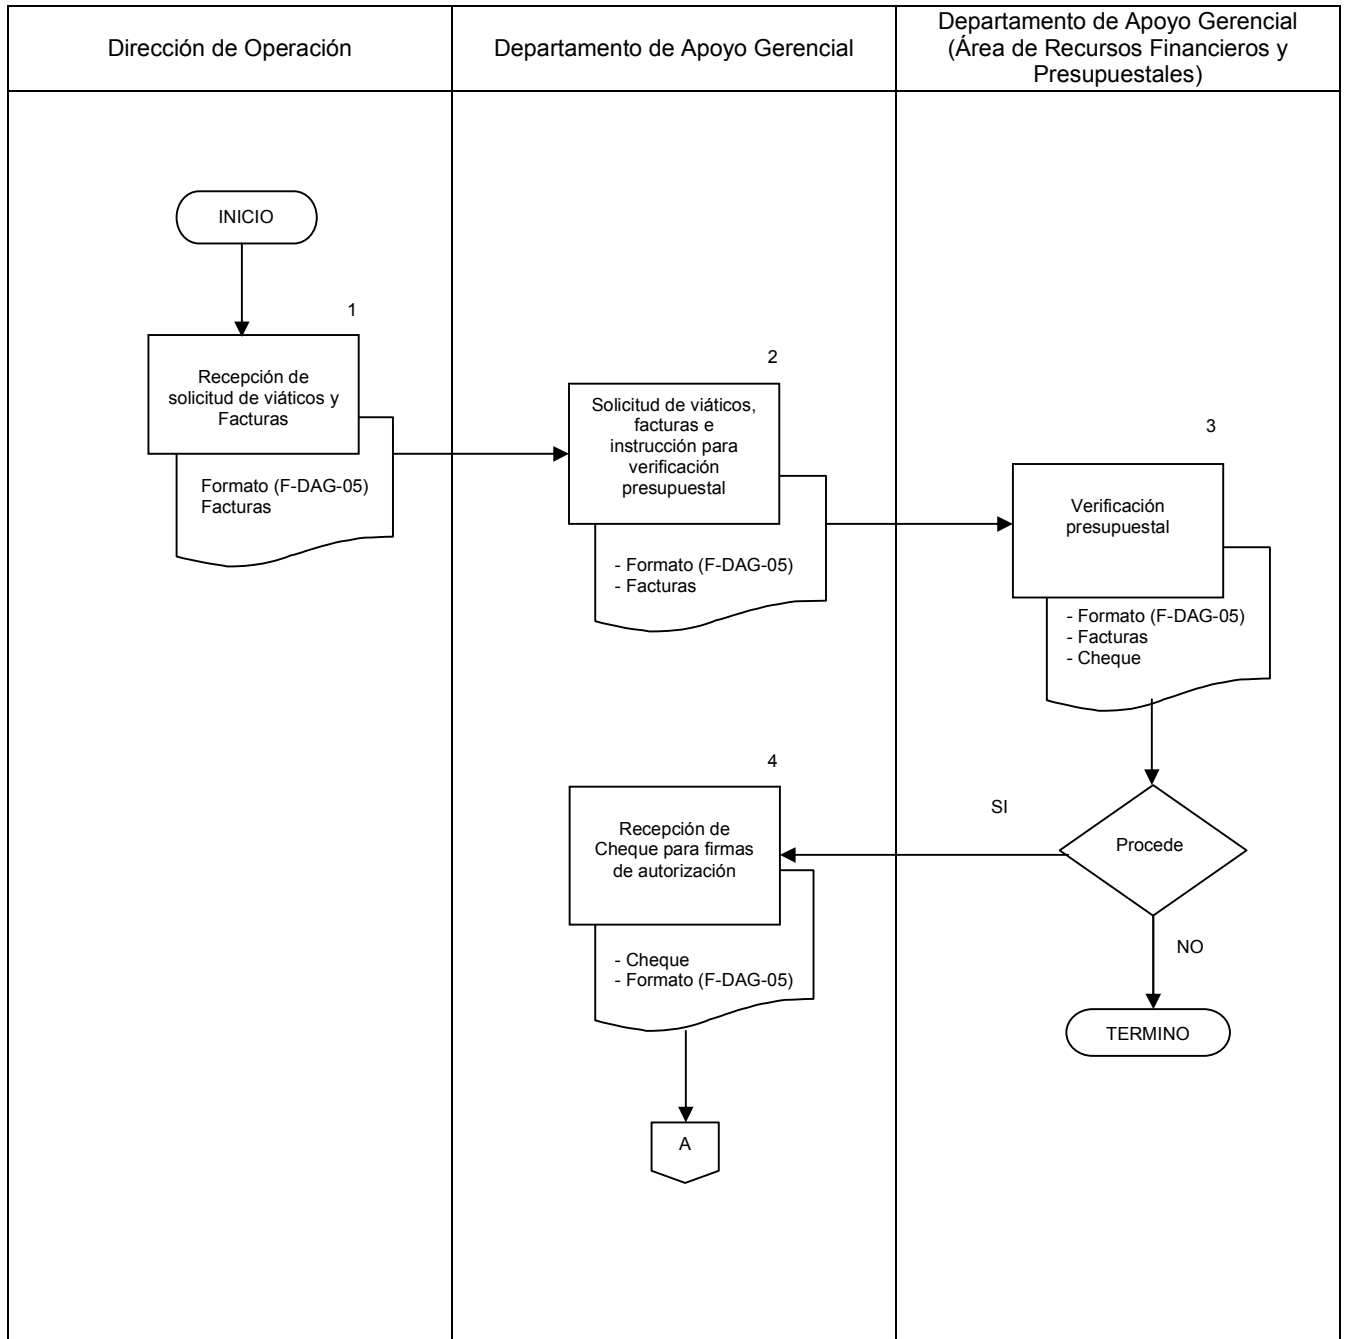 Dirección de Operación
Departamento de Apoyo Gerencial
Departamento de Apoyo Gerencial
(Área de Recursos Financieros y
Presupuestales)
INICIO
1
Recepción de
solicitud de viáticos y
Facturas
Formato (F-DAG-05)
Facturas
2
Solicitud de viáticos,
facturas e
instrucción para
verificación
presupuestal
- Formato (F-DAG-05)
- Facturas
3
Verificación
presupuestal
- Formato (F-DAG-05)
- Facturas
- Cheque
Procede
SI
NO
TERMINO
4
Recepción de
Cheque para firmas
de autorización
- Cheque
- Formato (F-DAG-05)
A